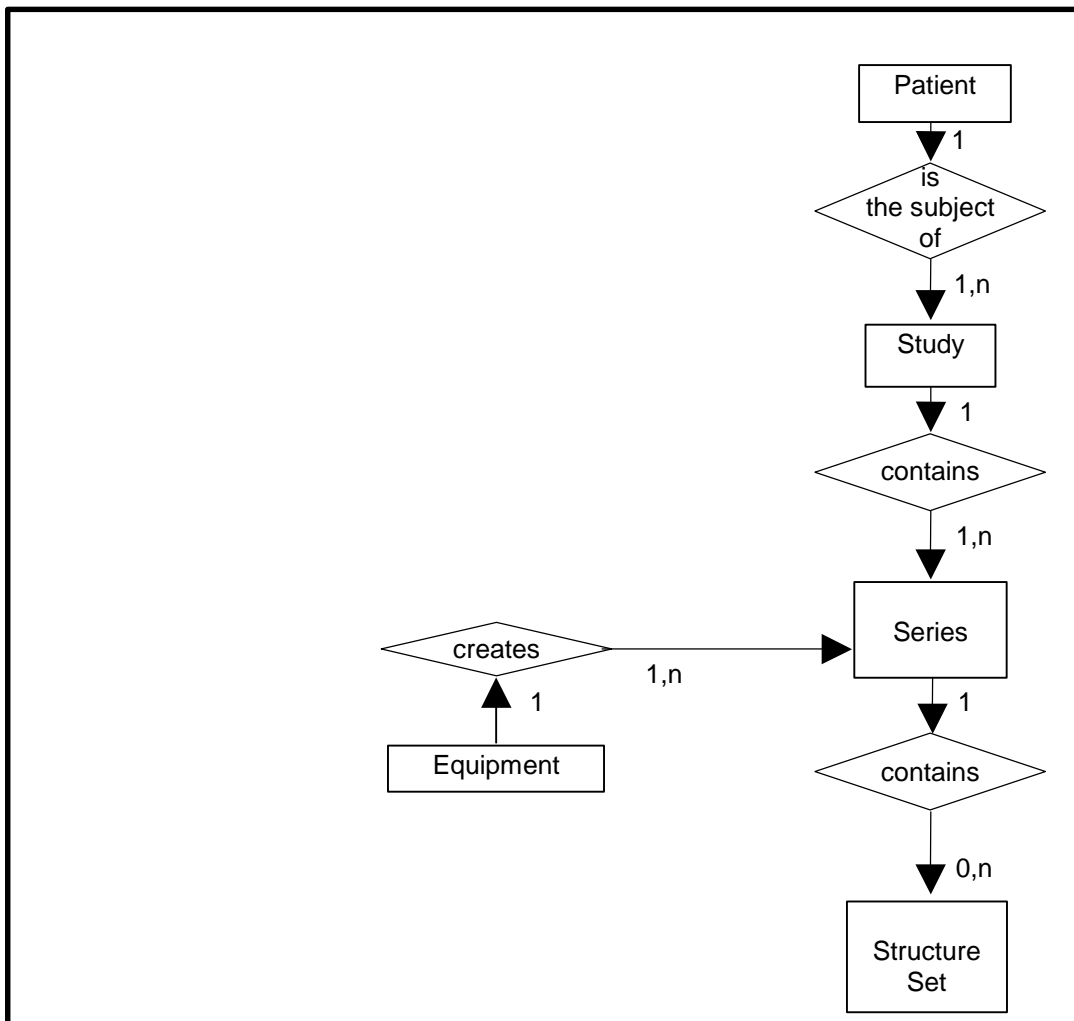 Patient
1
is
the subject
of
1,n
Study
1
contains
1,n
Series
creates
1,n
1
1
Equipment
contains
0,n
Structure
Set